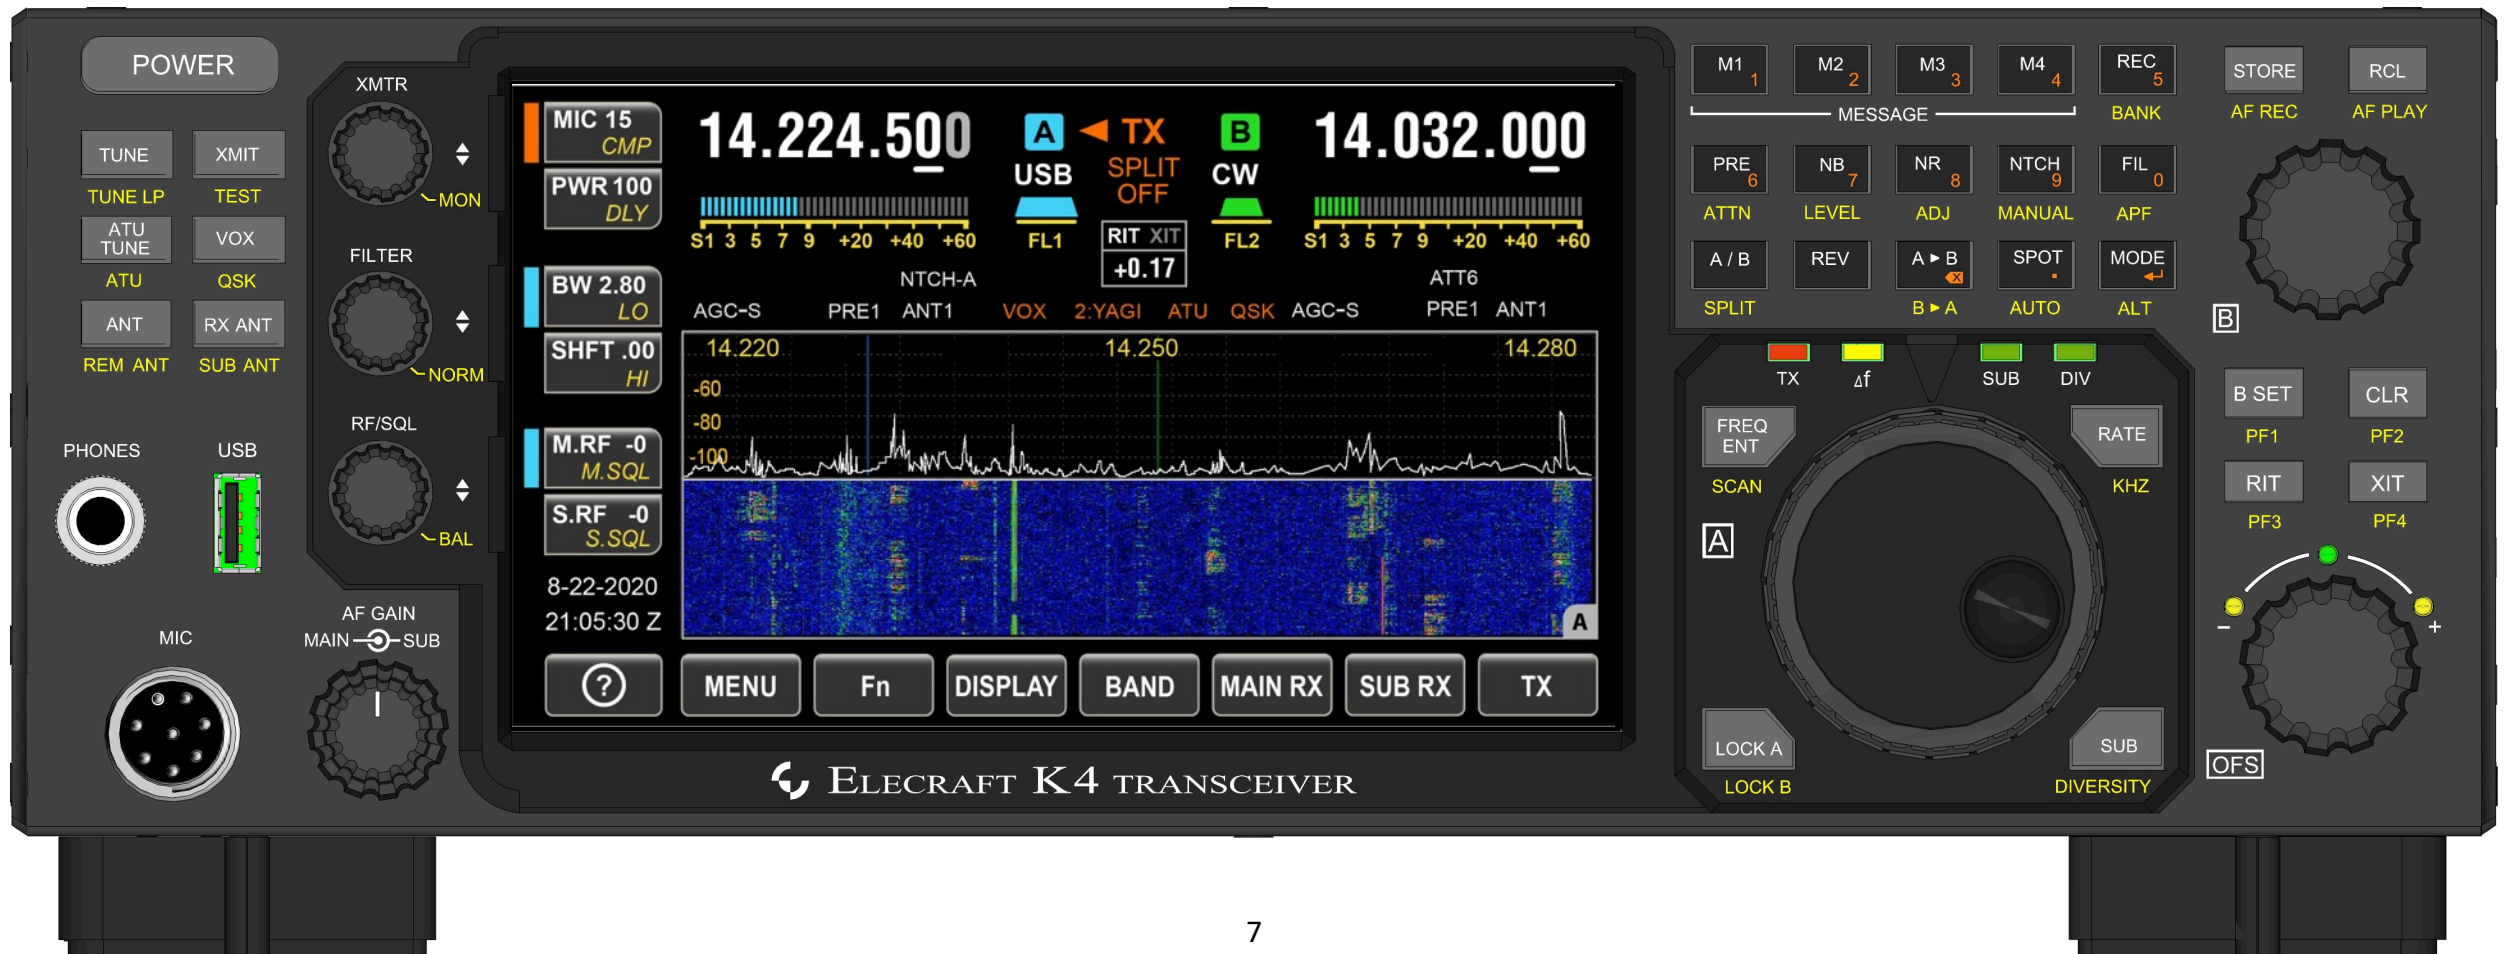 POWER
TUNE
XMIT
TUNE LP
TEST
ATU
TUNE
VOX
ATU
QSK
ANT
RX ANT
REM ANT
SUB ANT
PHONES
USB
MIC
XMTR
MON
FILTER
NORM
RF/SQL
BAL
AF GAIN
MAIN
SUB
MIC 15
CMP
PWR 100
DLY
BW 2.80
LO
SHFT .00
HI
M.RF -0
M.SQL
S.RF -0
S.SQL
8-22-2020
21:05:30 Z
14.224.500
A
TX
B
14.032.000
USB
SPLIT
OFF
CW
S1 3 5 7 9 +20 +40 +60
FL1
RIT XIT
+0.17
FL2
S1 3 5 7 9 +20 +40 +60
NTCH-A
ATT6
AGC-S
PRE1
ANT1
VOX
2:YAGI
ATU
QSK
AGC-S
PRE1
ANT1
14.220
14.250
14.280
-60
-80
-100
A
?
MENU
Fn
DISPLAY
BAND
MAIN RX
SUB RX
TX
ELECRAFT K4 TRANSCEIVER
M1 1
M2 2
M3 3
M4 4
REC 5
MESSAGE
BANK
PRE 6
NB 7
NR 8
NTCH 9
FIL 0
ATTN
LEVEL
ADJ
MANUAL
APF
A / B
REV
A ▸ B
SPOT .
MODE
SPLIT
B ▸ A
AUTO
ALT
STORE
RCL
AF REC
AF PLAY
B
TX
Δf
SUB
DIV
FREQ
ENT
RATE
SCAN
KHZ
A
LOCK A
SUB
LOCK B
DIVERSITY
B SET
CLR
PF1
PF2
RIT
XIT
PF3
PF4
−
+
OFS
7